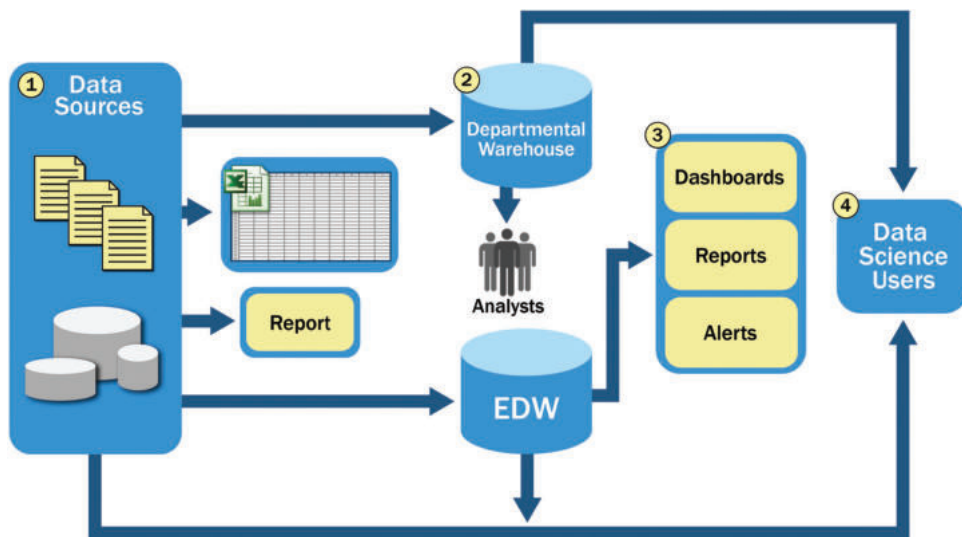 1
Data
Sources
2
Departmental
Warehouse
3
Dashboards
Reports
Alerts
4
Data
Science
Users
X
Report
Analysts
EDW